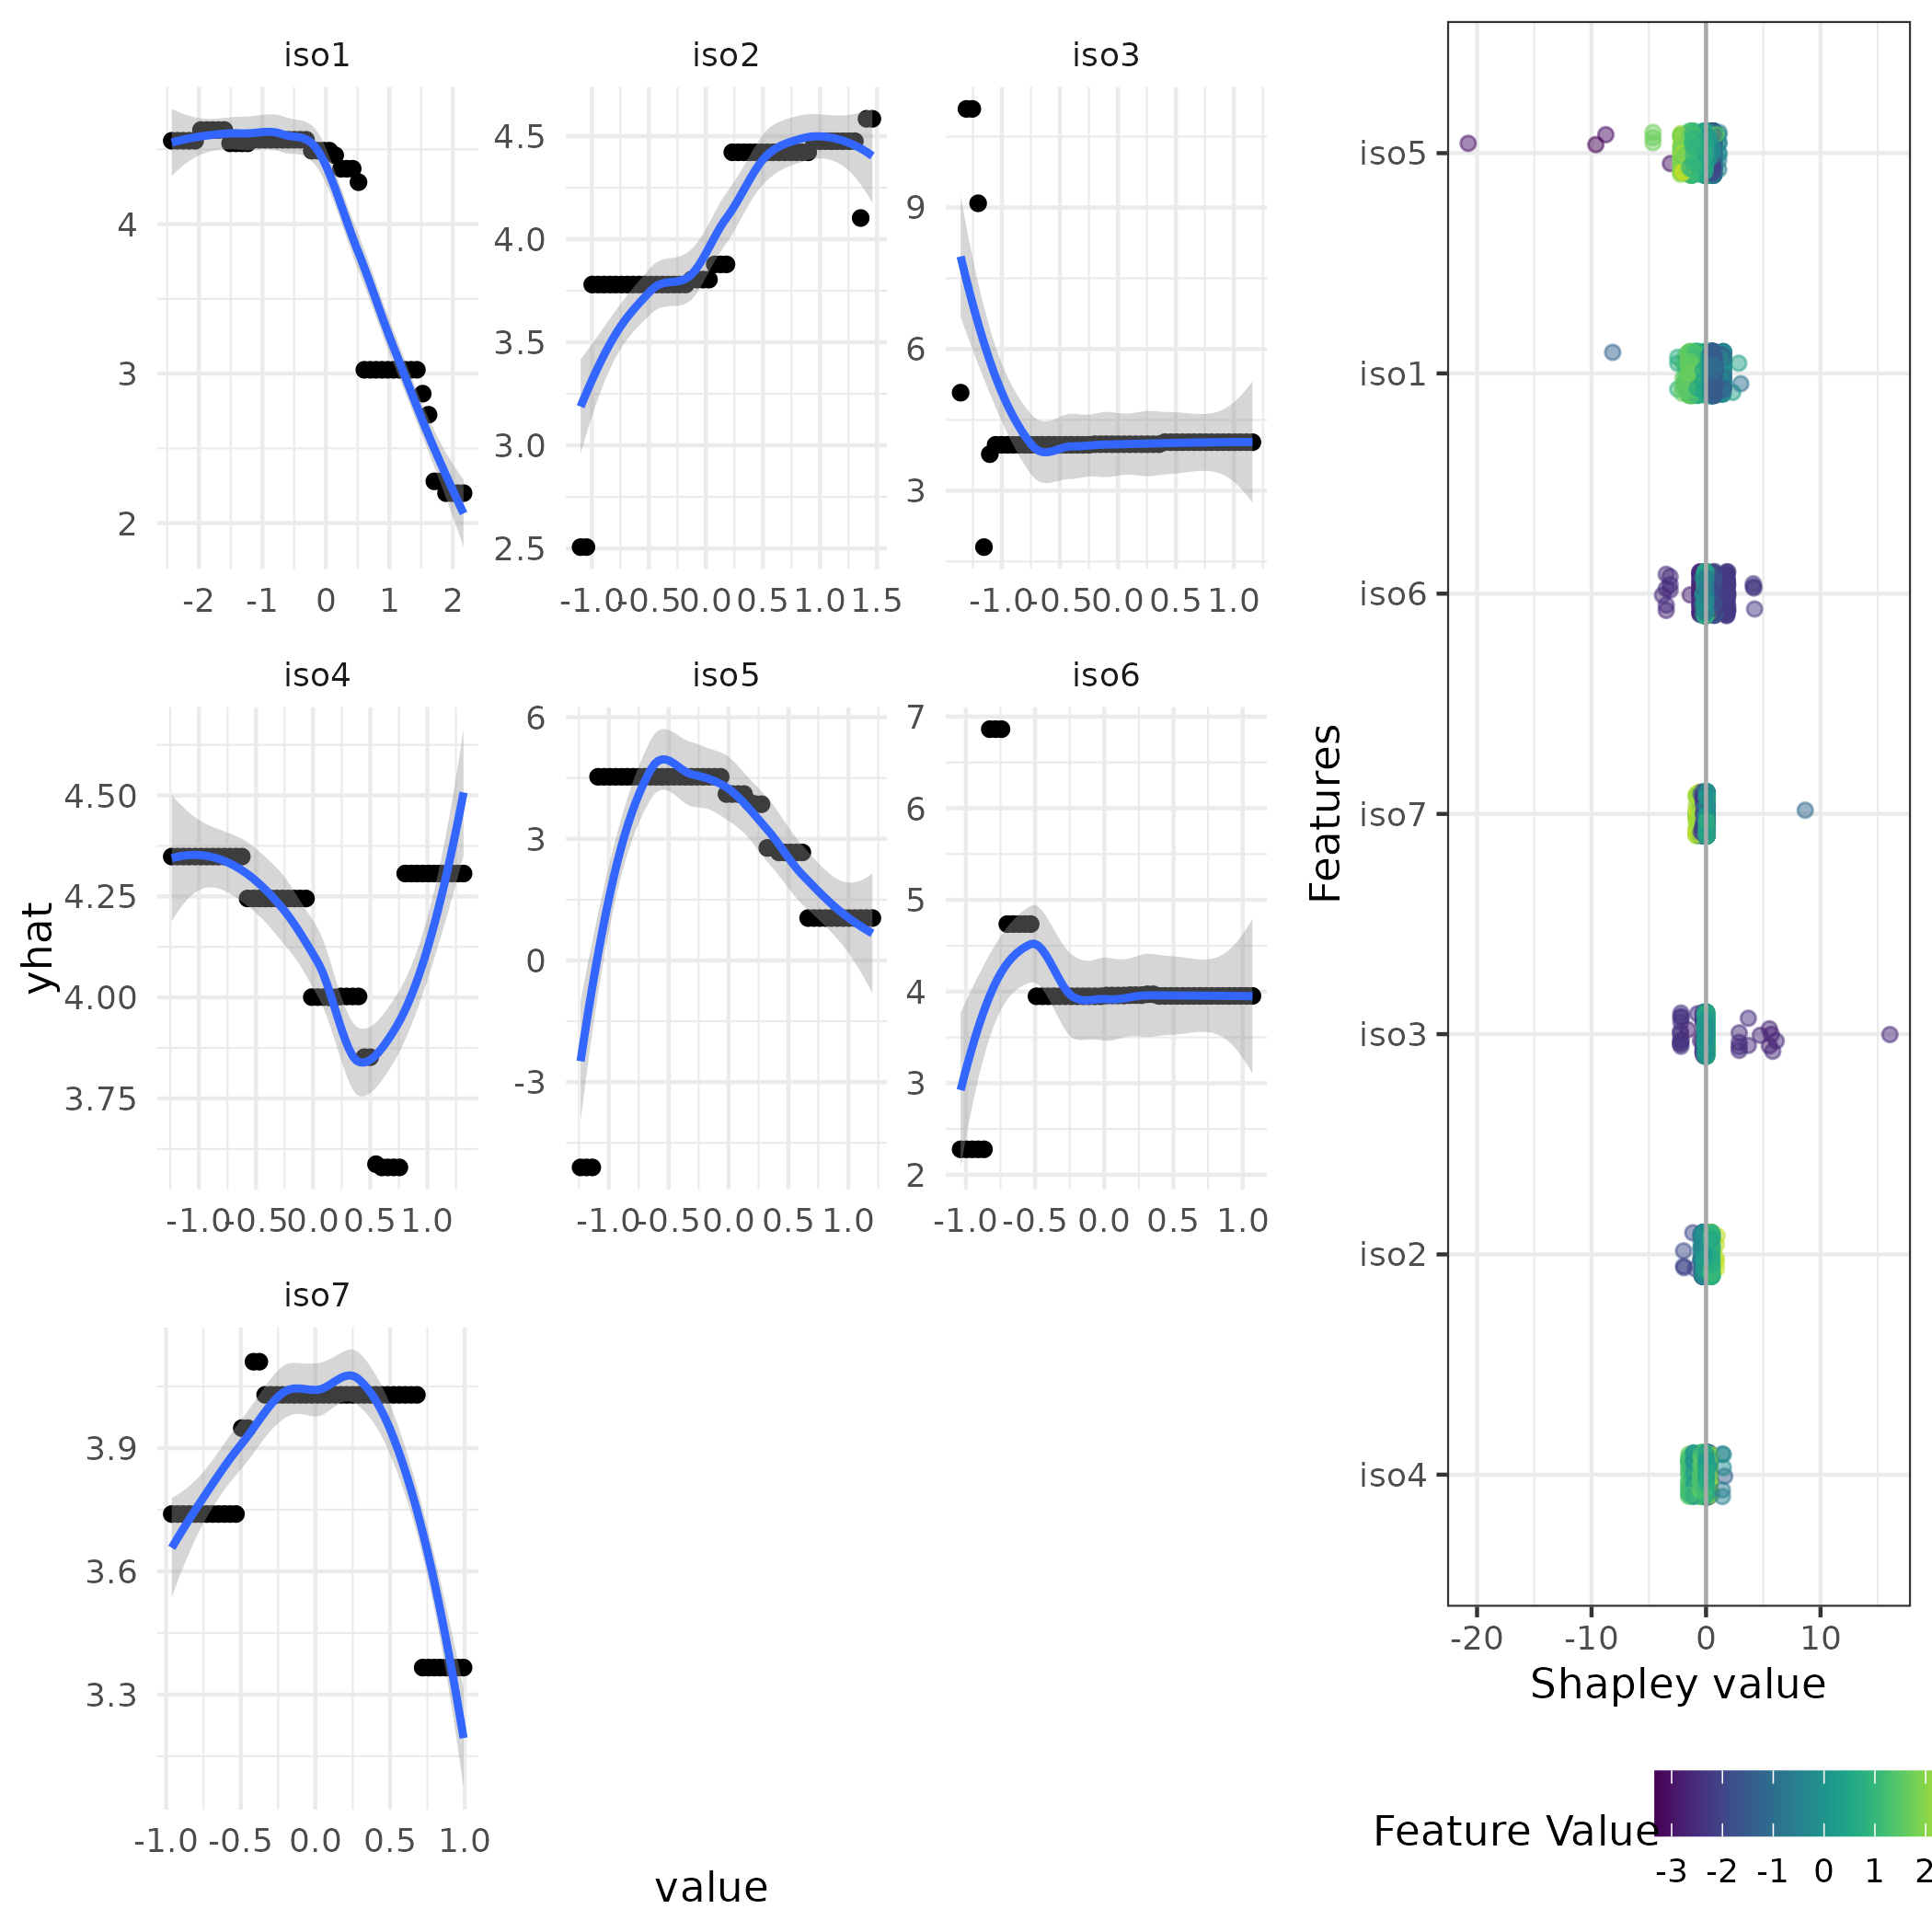 iso1 iso2 iso3
4
3
2
-2 -1 0 1 2
4.5
4.0
3.5
3.0
2.5
-1.0 -0.5 0.0 0.5 1.0 1.5
9
6
3
-1.0 -0.5 0.0 0.5 1.0
iso4 iso5 iso6
yhat
4.50
4.25
4.00
3.75
-1.0 -0.5 0.0 0.5 1.0
6
3
0
-3
-1.0 -0.5 0.0 0.5 1.0
7
6
5
4
3
2
-1.0 -0.5 0.0 0.5 1.0
iso7
3.9
3.6
3.3
-1.0 -0.5 0.0 0.5 1.0
value
Features
iso5
iso1
iso6
iso7
iso3
iso2
iso4
-20 -10 0 10
Shapley value
Feature Value
-3 -2 -1 0 1 2